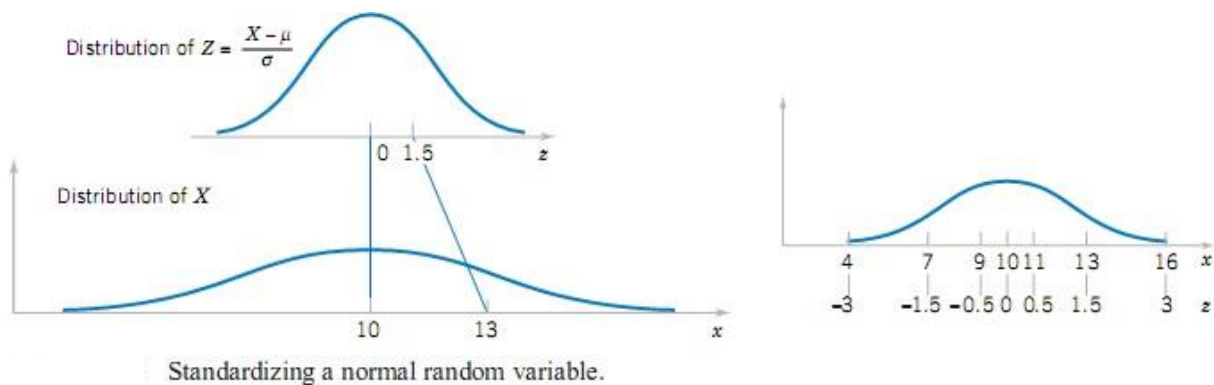 Distribution of Z = X − μ / σ
0 1.5 z
Distribution of X
10 13 x
4 7 9 10 11 13 16 x
−3 −1.5 −0.5 0 0.5 1.5 3 z
Standardizing a normal random variable.